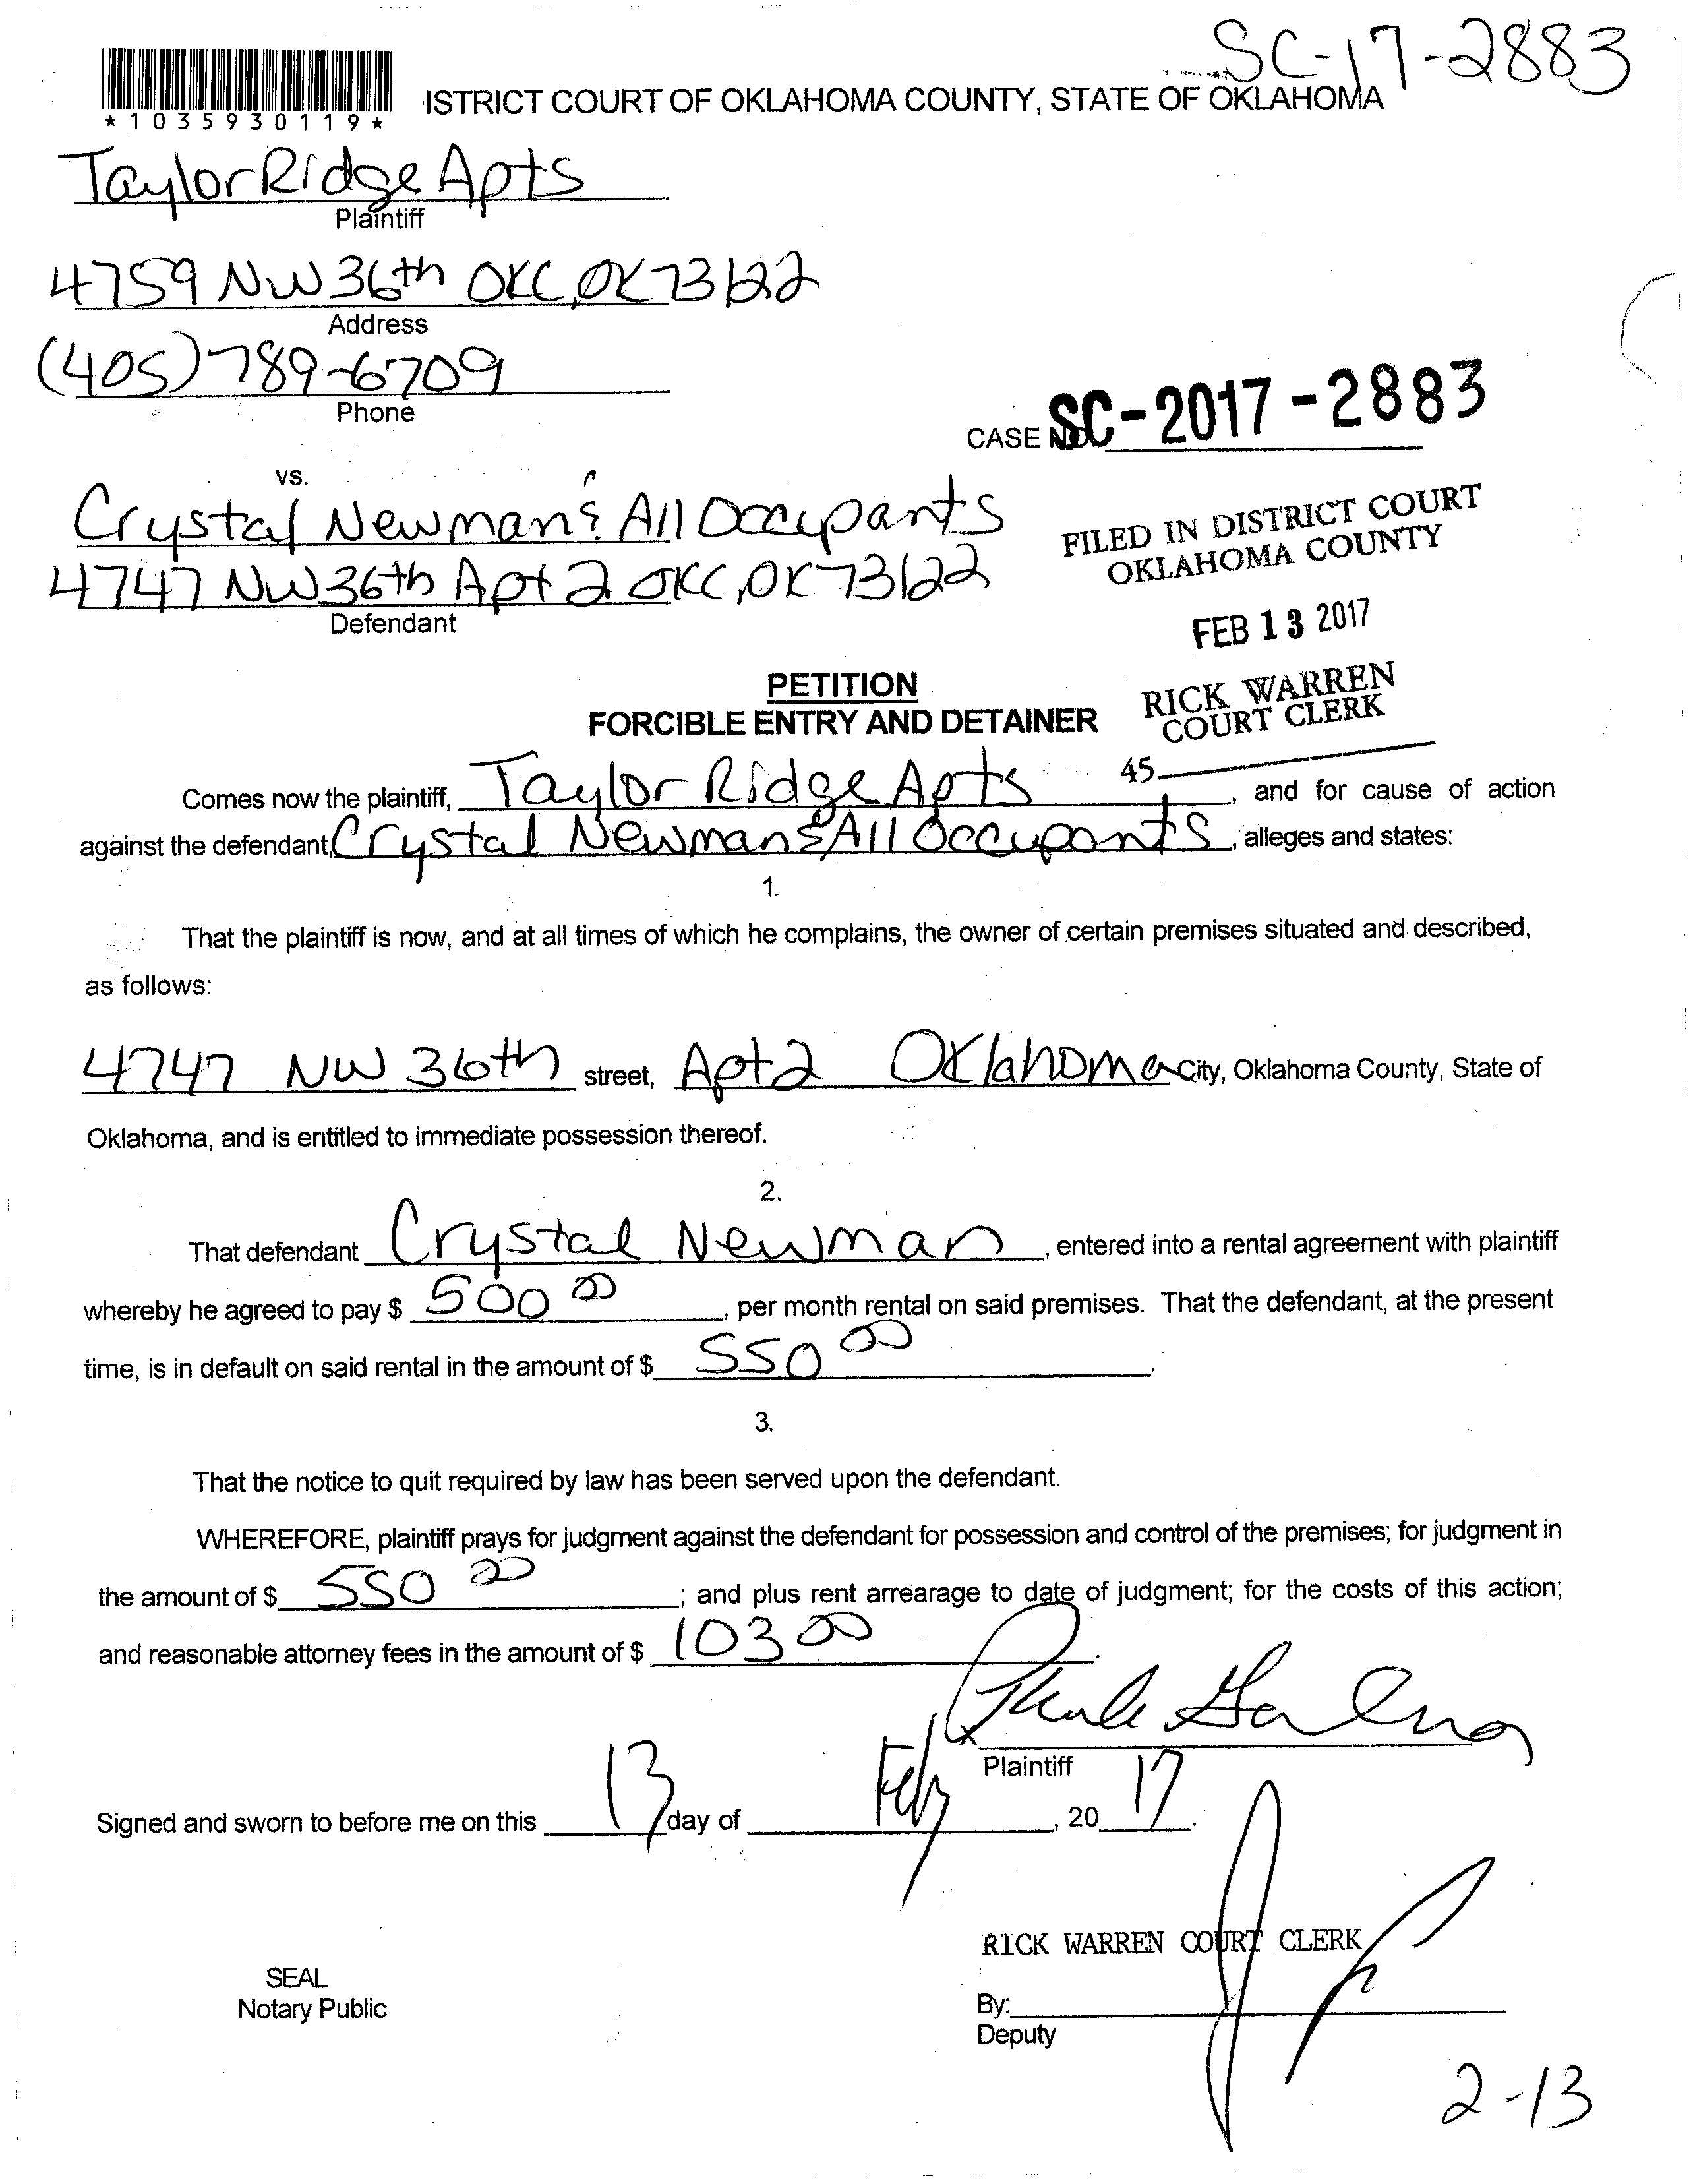 SC-17-2883
*1035930119*
ISTRICT COURT OF OKLAHOMA COUNTY, STATE OF OKLAHOMA
Taylor Ridge Apts
Plaintiff
4759 NW 36th OKC, OK 73122
Address
(405) 789-6709
Phone
CASE NO. SC-2017-2883
vs.
Crystal Newman & All Occupants
4747 NW 36th Apt 2 OKC, OK 73122
Defendant
FILED IN DISTRICT COURT
OKLAHOMA COUNTY
FEB 13 2017
RICK WARREN
COURT CLERK
45
PETITION
FORCIBLE ENTRY AND DETAINER
Comes now the plaintiff, Taylor Ridge Apts, and for cause of action
against the defendant, Crystal Newman & All Occupants, alleges and states:
1.
That the plaintiff is now, and at all times of which he complains, the owner of certain premises situated and described,
as follows:
4747 NW 36th street, Apt 2 Oklahoma City, Oklahoma County, State of
Oklahoma, and is entitled to immediate possession thereof.
2.
That defendant Crystal Newman, entered into a rental agreement with plaintiff
whereby he agreed to pay $ 500 00, per month rental on said premises. That the defendant, at the present
time, is in default on said rental in the amount of $ 550 00.
3.
That the notice to quit required by law has been served upon the defendant.
WHEREFORE, plaintiff prays for judgment against the defendant for possession and control of the premises; for judgment in
the amount of $ 550 00; and plus rent arrearage to date of judgment; for the costs of this action;
and reasonable attorney fees in the amount of $ 103 00.
Plaintiff
Signed and sworn to before me on this 13 day of Feb, 20 17.
RICK WARREN COURT CLERK
SEAL
Notary Public
By:
Deputy
2-13